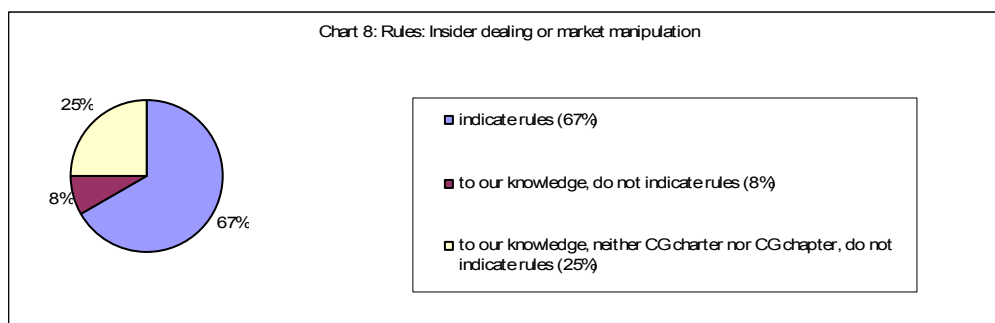 Chart 8: Rules: Insider dealing or market manipulation
25%
8%
67%
indicate rules (67%)
to our knowledge, do not indicate rules (8%)
to our knowledge, neither CG charter nor CG chapter, do not
indicate rules (25%)